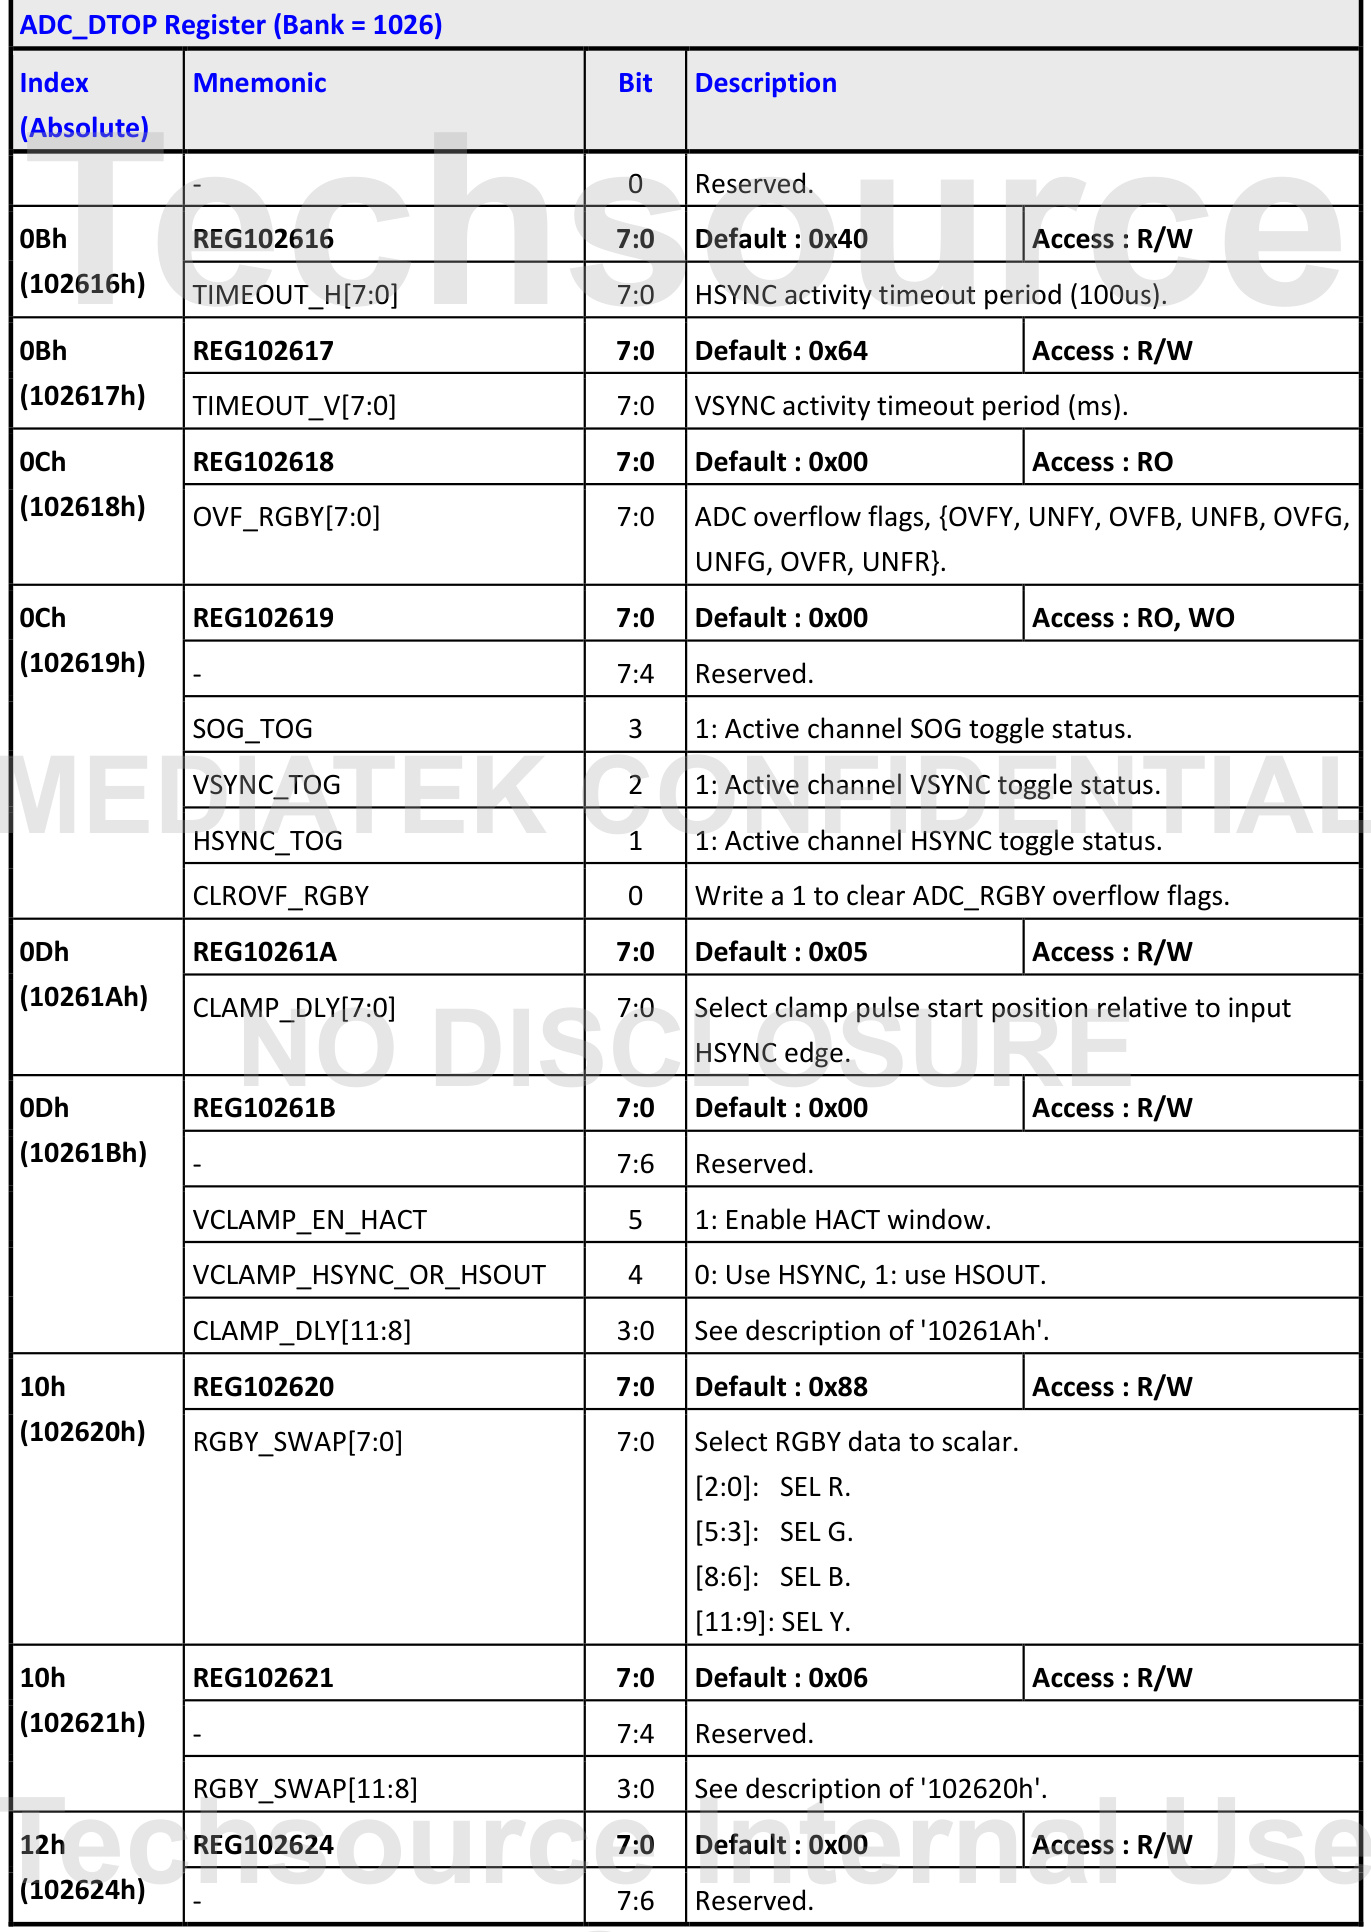 ADC_DTOP Register (Bank = 1026)
Index (Absolute) Mnemonic Bit Description
- 0 Reserved.
0Bh (102616h) REG102616 7:0 Default : 0x40 Access : R/W
TIMEOUT_H[7:0] 7:0 HSYNC activity timeout period (100us).
0Bh (102617h) REG102617 7:0 Default : 0x64 Access : R/W
TIMEOUT_V[7:0] 7:0 VSYNC activity timeout period (ms).
0Ch (102618h) REG102618 7:0 Default : 0x00 Access : RO
OVF_RGBY[7:0] 7:0 ADC overflow flags, {OVFY, UNFY, OVFB, UNFB, OVFG,
UNFG, OVFR, UNFR}.
0Ch (102619h) REG102619 7:0 Default : 0x00 Access : RO, WO
- 7:4 Reserved.
SOG_TOG 3 1: Active channel SOG toggle status.
VSYNC_TOG 2 1: Active channel VSYNC toggle status.
HSYNC_TOG 1 1: Active channel HSYNC toggle status.
CLROVF_RGBY 0 Write a 1 to clear ADC_RGBY overflow flags.
0Dh (10261Ah) REG10261A 7:0 Default : 0x05 Access : R/W
CLAMP_DLY[7:0] 7:0 Select clamp pulse start position relative to input
HSYNC edge.
0Dh (10261Bh) REG10261B 7:0 Default : 0x00 Access : R/W
- 7:6 Reserved.
VCLAMP_EN_HACT 5 1: Enable HACT window.
VCLAMP_HSYNC_OR_HSOUT 4 0: Use HSYNC, 1: use HSOUT.
CLAMP_DLY[11:8] 3:0 See description of '10261Ah'.
10h (102620h) REG102620 7:0 Default : 0x88 Access : R/W
RGBY_SWAP[7:0] 7:0 Select RGBY data to scalar.
[2:0]: SEL R.
[5:3]: SEL G.
[8:6]: SEL B.
[11:9]: SEL Y.
10h (102621h) REG102621 7:0 Default : 0x06 Access : R/W
- 7:4 Reserved.
RGBY_SWAP[11:8] 3:0 See description of '102620h'.
12h (102624h) REG102624 7:0 Default : 0x00 Access : R/W
- 7:6 Reserved.
Techsource
MEDIATEK CONFIDENTIAL
NO DISCLOSURE
Techsource Internal Use